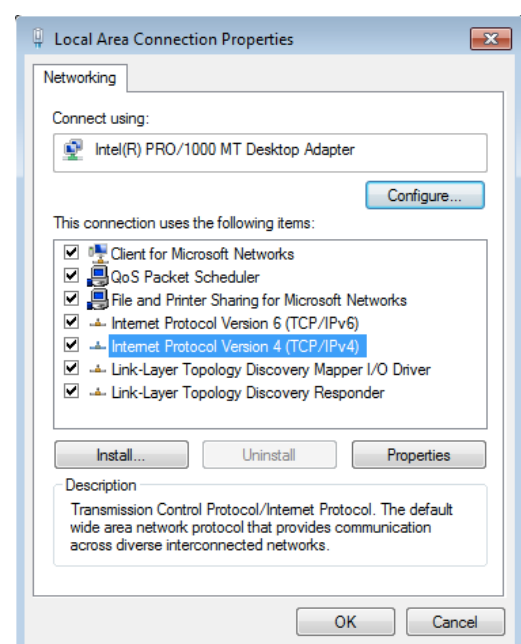 Local Area Connection Properties
Networking
Connect using:
Intel(R) PRO/1000 MT Desktop Adapter
Configure...
This connection uses the following items:
Client for Microsoft Networks
QoS Packet Scheduler
File and Printer Sharing for Microsoft Networks
Internet Protocol Version 6 (TCP/IPv6)
Internet Protocol Version 4 (TCP/IPv4)
Link-Layer Topology Discovery Mapper I/O Driver
Link-Layer Topology Discovery Responder
Install... Uninstall Properties
Description
Transmission Control Protocol/Internet Protocol. The default
wide area network protocol that provides communication
across diverse interconnected networks.
OK Cancel